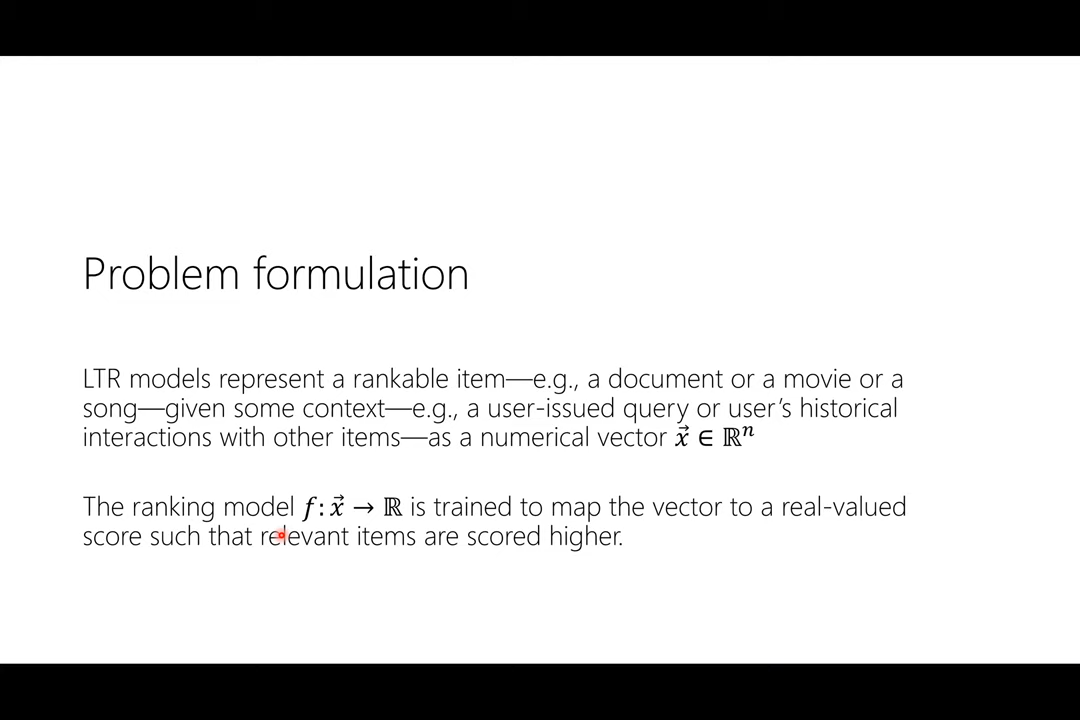 Problem formulation
LTR models represent a rankable item—e.g., a document or a movie or a
song—given some context—e.g., a user-issued query or user’s historical
interactions with other items—as a numerical vector x⃗ ∈ ℝⁿ
The ranking model f: x⃗ → ℝ is trained to map the vector to a real-valued
score such that relevant items are scored higher.